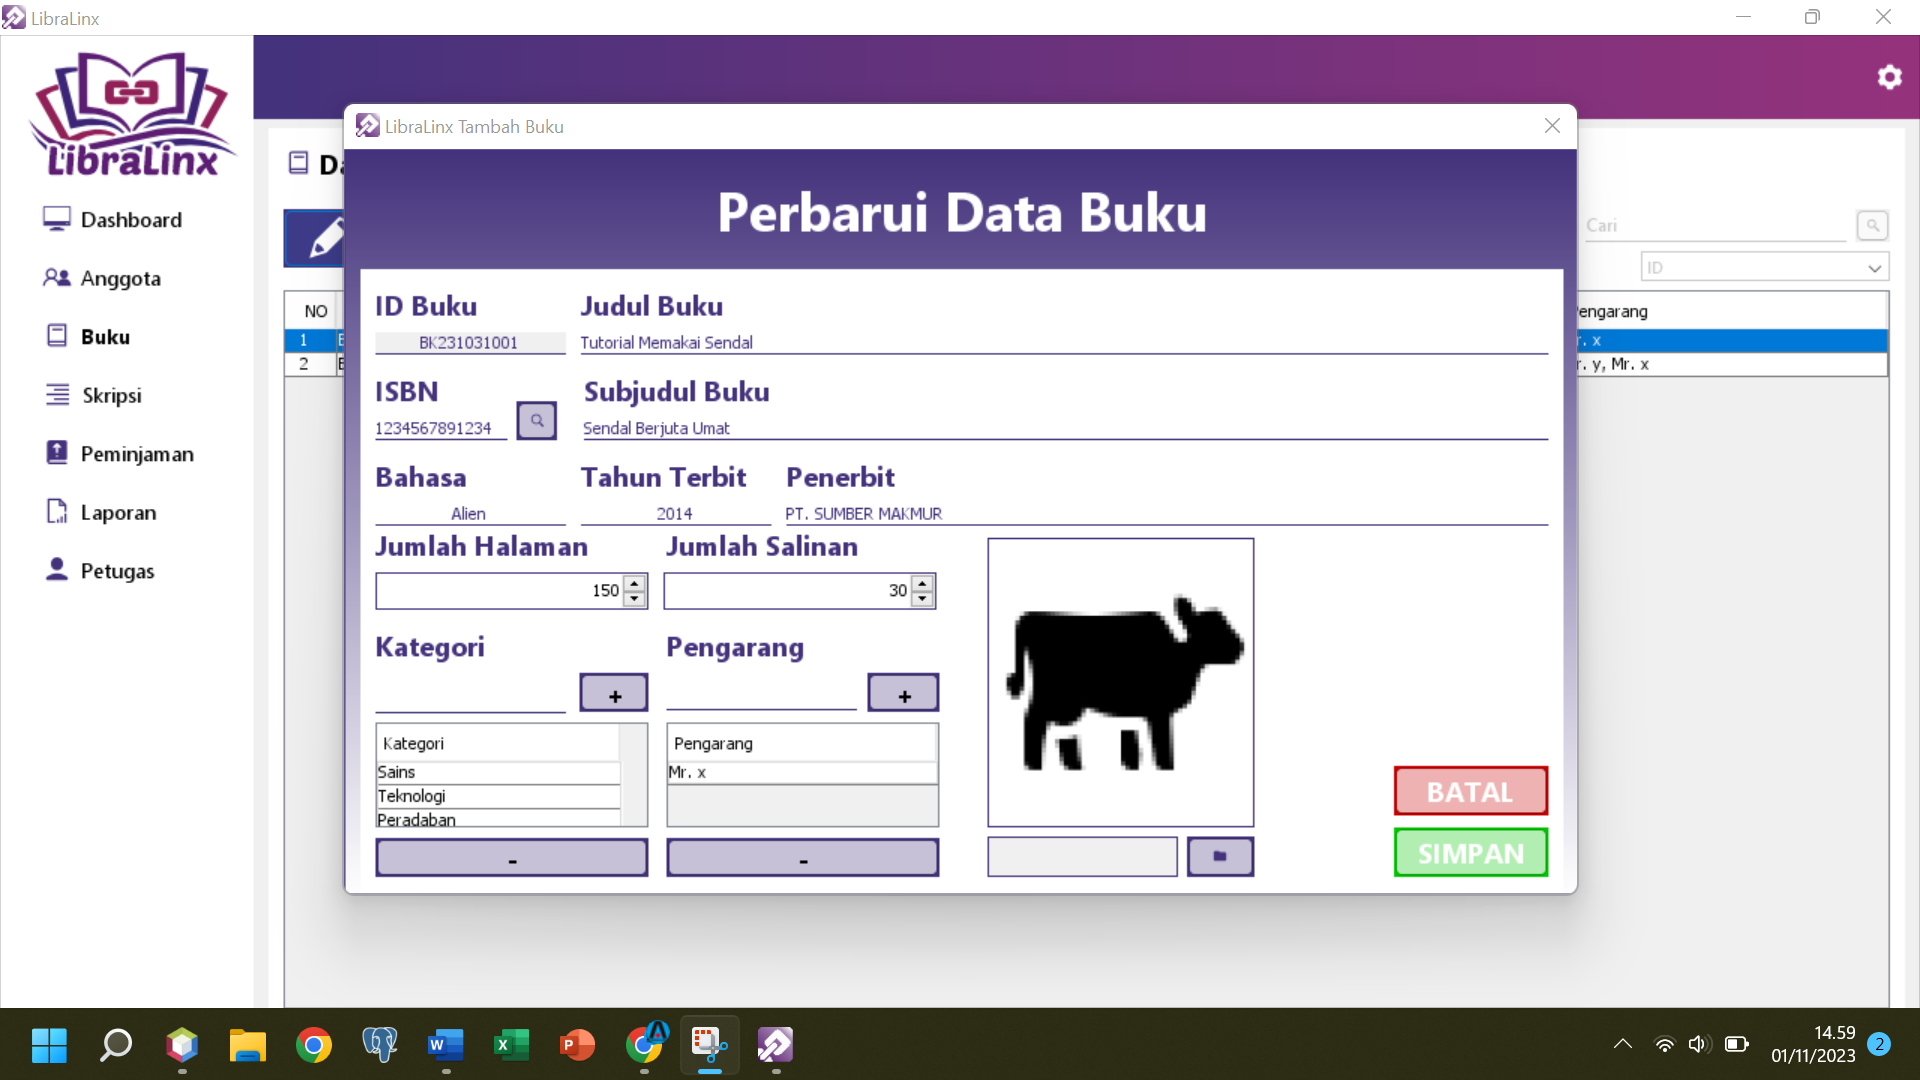 LibraLinx
LibraLinx
Dashboard
Anggota
Buku
Skripsi
Peminjaman
Laporan
Petugas
LibraLinx Tambah Buku
Perbarui Data Buku
ID Buku
Judul Buku
BK231031001
Tutorial Memakai Sendal
ISBN
Subjudul Buku
1234567891234
Sendal Berjuta Umat
Bahasa
Tahun Terbit
Penerbit
Alien
2014
PT. SUMBER MAKMUR
Jumlah Halaman
Jumlah Salinan
150
30
Kategori
Pengarang
+
+
Kategori
Pengarang
Sains
Mr. x
Teknologi
Peradaban
-
-
BATAL
SIMPAN
Cari
ID
NO
engarang
1
r. x
2
r. y, Mr. x
14.59
01/11/2023
2